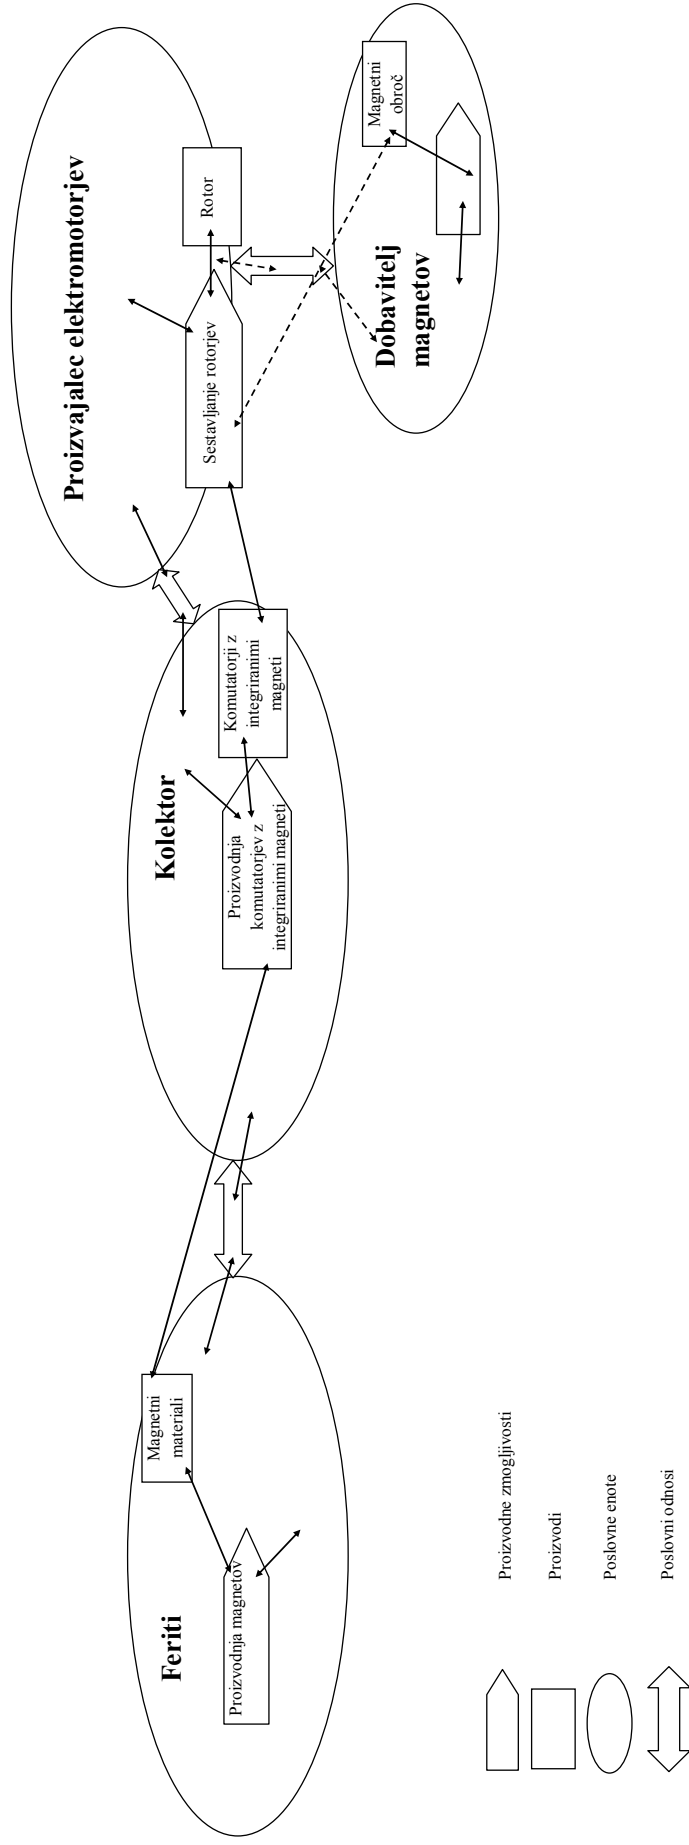 Feriti
Proizvodnja magnetov
Magnetni
materiali
Kolektor
Proizvodnja
komutatorjev z
integriranimi magneti
Komutatorji z
integriranimi
magneti
Proizvajalec elektromotorjev
Sestavljanje rotorjev
Rotor
Dobavitelj
magnetov
Magnetni
obroč
Proizvodne zmogljivosti
Proizvodi
Poslovne enote
Poslovni odnosi